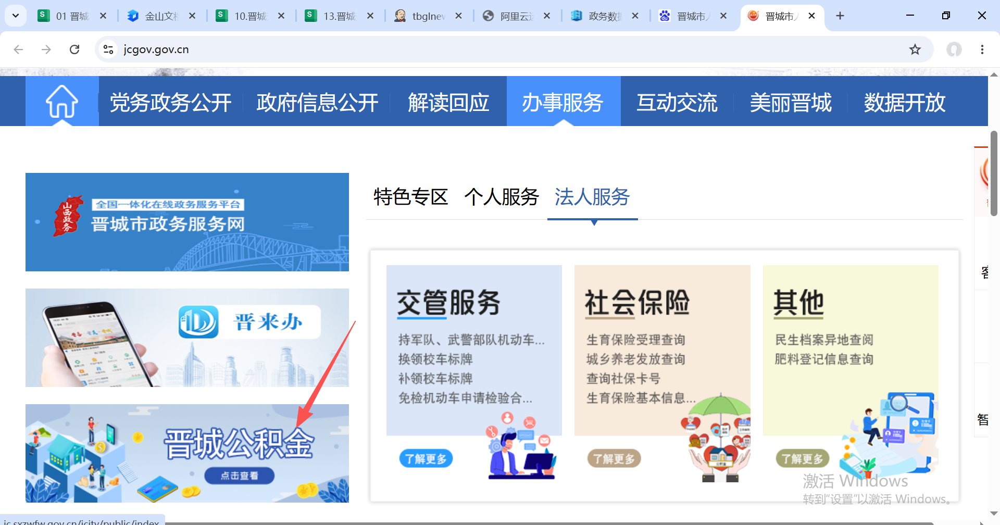 01 晋城
金山文档
10.晋城
13.晋城
tbglnew
阿里云运
政务数据
晋城市人
晋城市人
jcgov.gov.cn
党务政务公开
政府信息公开
解读回应
办事服务
互动交流
美丽晋城
数据开放
山西政务
全国一体化在线政务服务平台
晋城市政务服务网
晋来办
晋城公积金
点击查看
特色专区
个人服务
法人服务
交管服务
持军队、武警部队机动车...
换领校车标牌
补领校车标牌
免检机动车申请检验合...
了解更多
社会保险
生育保险受理查询
城乡养老发放查询
查询社保卡号
生育保险基本信息...
了解更多
其他
民生档案异地查阅
肥料登记信息查询
了解更多
客
智
激活 Windows
转到"设置"以激活 Windows。
jc.sxzwfw.gov.cn/icity/public/index